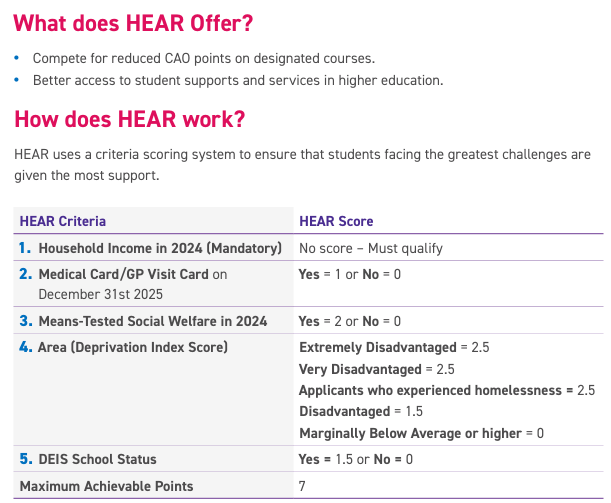 What does HEAR Offer?
• Compete for reduced CAO points on designated courses.
• Better access to student supports and services in higher education.
How does HEAR work?
HEAR uses a criteria scoring system to ensure that students facing the greatest challenges are
given the most support.
HEAR Criteria HEAR Score
1. Household Income in 2024 (Mandatory) No score – Must qualify
2. Medical Card/GP Visit Card on Yes = 1 or No = 0
December 31st 2025
3. Means-Tested Social Welfare in 2024 Yes = 2 or No = 0
4. Area (Deprivation Index Score) Extremely Disadvantaged = 2.5
Very Disadvantaged = 2.5
Applicants who experienced homelessness = 2.5
Disadvantaged = 1.5
Marginally Below Average or higher = 0
5. DEIS School Status Yes = 1.5 or No = 0
Maximum Achievable Points 7